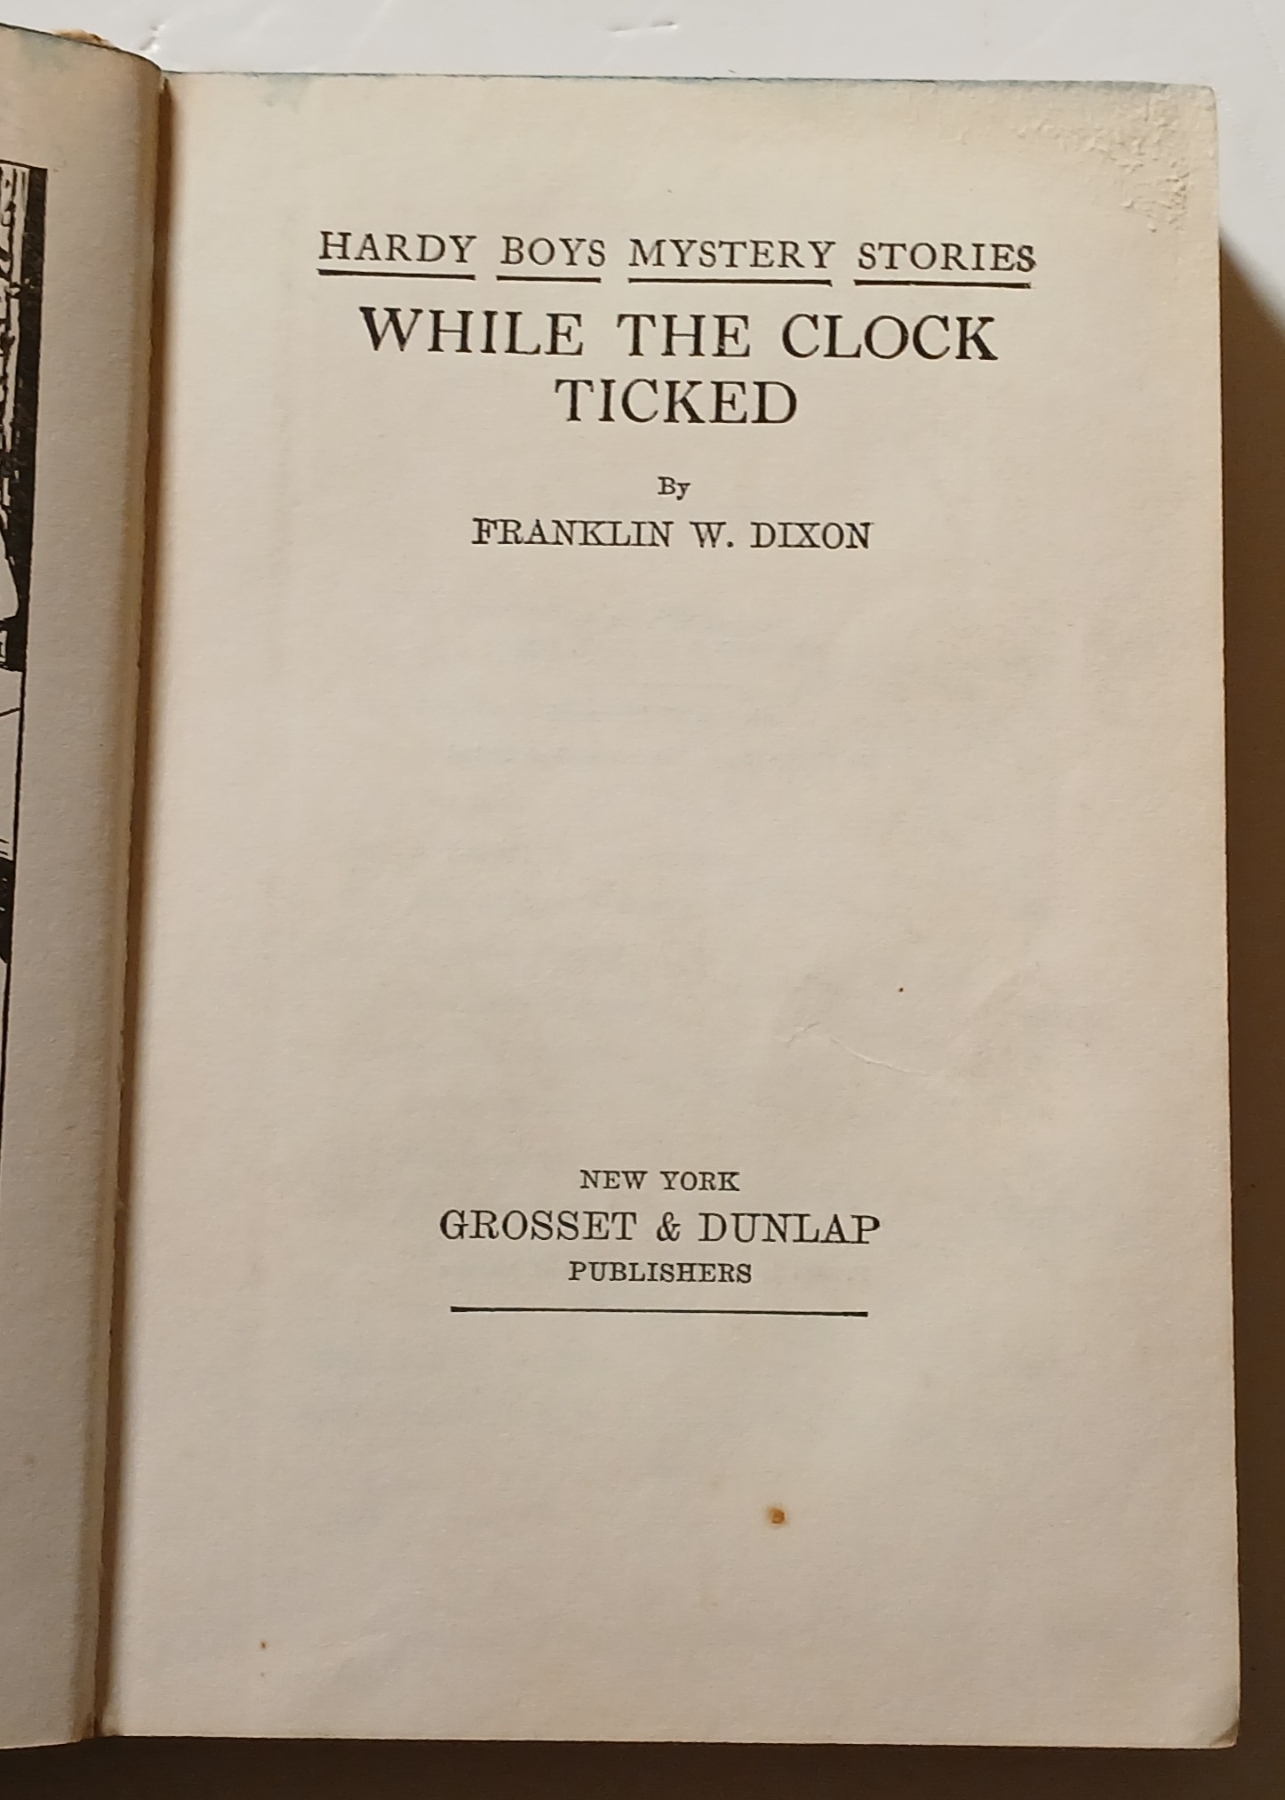 HARDY BOYS MYSTERY STORIES
WHILE THE CLOCK
TICKED
By
FRANKLIN W. DIXON
NEW YORK
GROSSET & DUNLAP
PUBLISHERS